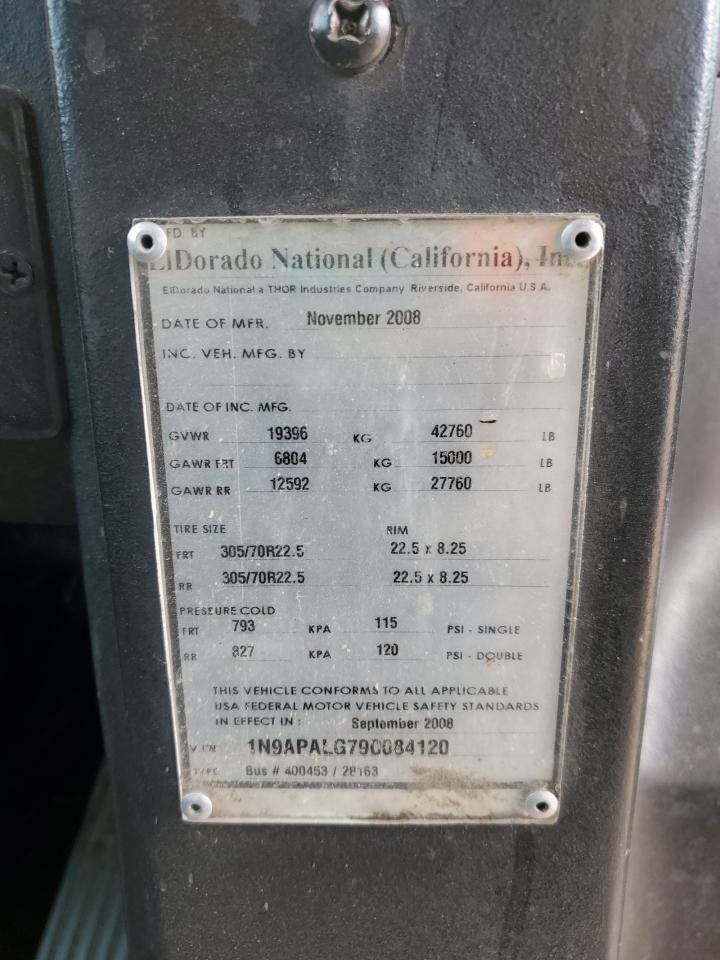 MFD. BY
ElDorado National (California), Inc.
ElDorado National a THOR Industries Company Riverside, California U.S.A.
DATE OF MFR. November 2008
INC. VEH. MFG. BY
DATE OF INC. MFG.
GVWR 19396 KG 42760 LB
GAWR FRT 6804 KG 15000 LB
GAWR RR 12592 KG 27760 LB
TIRE SIZE RIM
FRT 305/70R22.5 22.5 x 8.25
RR 305/70R22.5 22.5 x 8.25
PRESSURE COLD
FRT 793 KPA 115 PSI - SINGLE
RR 827 KPA 120 PSI - DOUBLE
THIS VEHICLE CONFORMS TO ALL APPLICABLE
USA FEDERAL MOTOR VEHICLE SAFETY STANDARDS
IN EFFECT IN : September 2008
V.I.N. 1N9APALG79C084120
TYPE Bus # 400453 / 28163